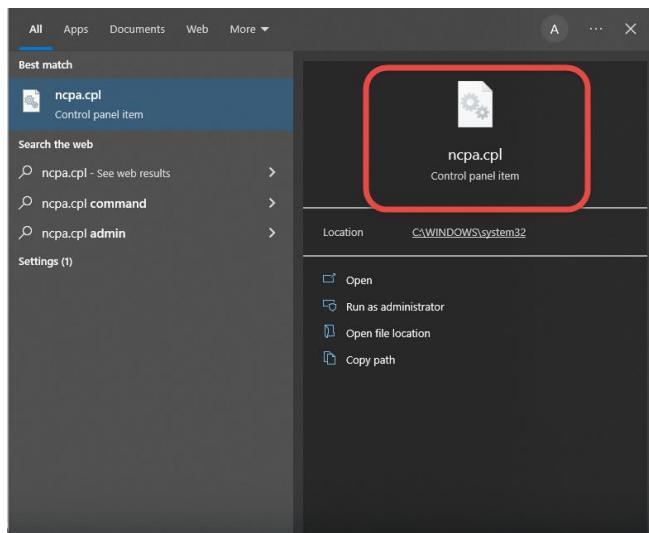 All Apps Documents Web More A
Best match
ncpa.cpl
Control panel item
Search the web
ncpa.cpl - See web results
ncpa.cpl command
ncpa.cpl admin
Settings (1)
ncpa.cpl
Control panel item
Location C:\WINDOWS\system32
Open
Run as administrator
Open file location
Copy path